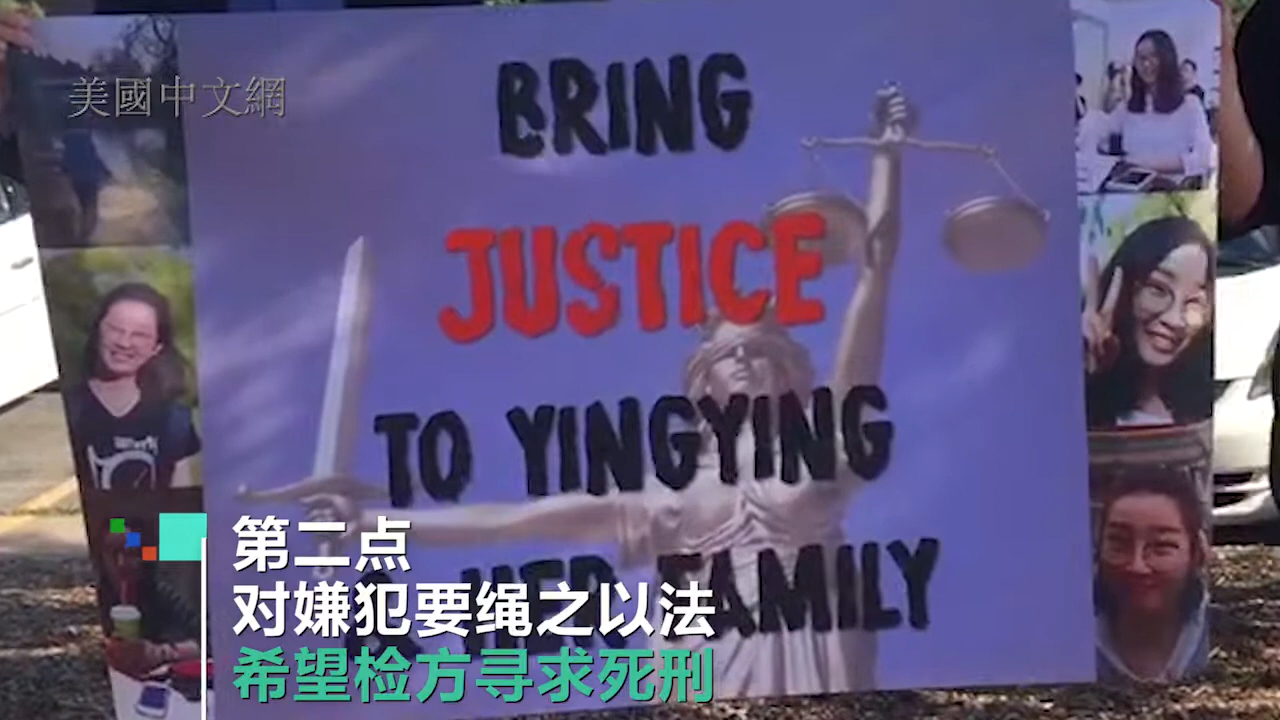 美國中文網
BRING
JUSTICE
TO YINGYING
& HER FAMILY
第二点
对嫌犯要绳之以法
希望检方寻求死刑